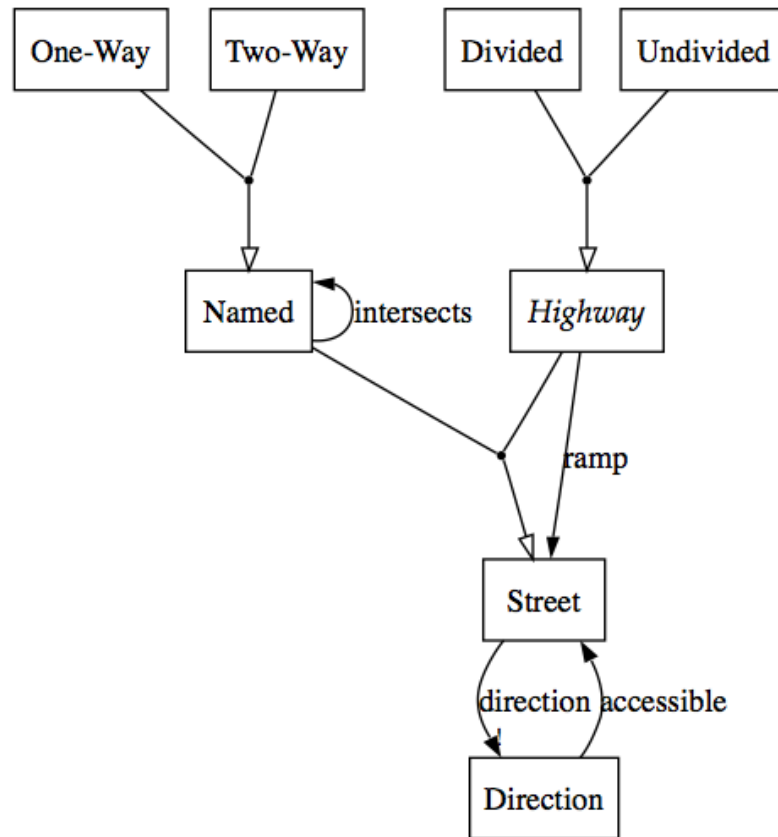 One-Way Two-Way Divided Undivided
Named intersects Highway
ramp
Street
direction accessible
!
Direction